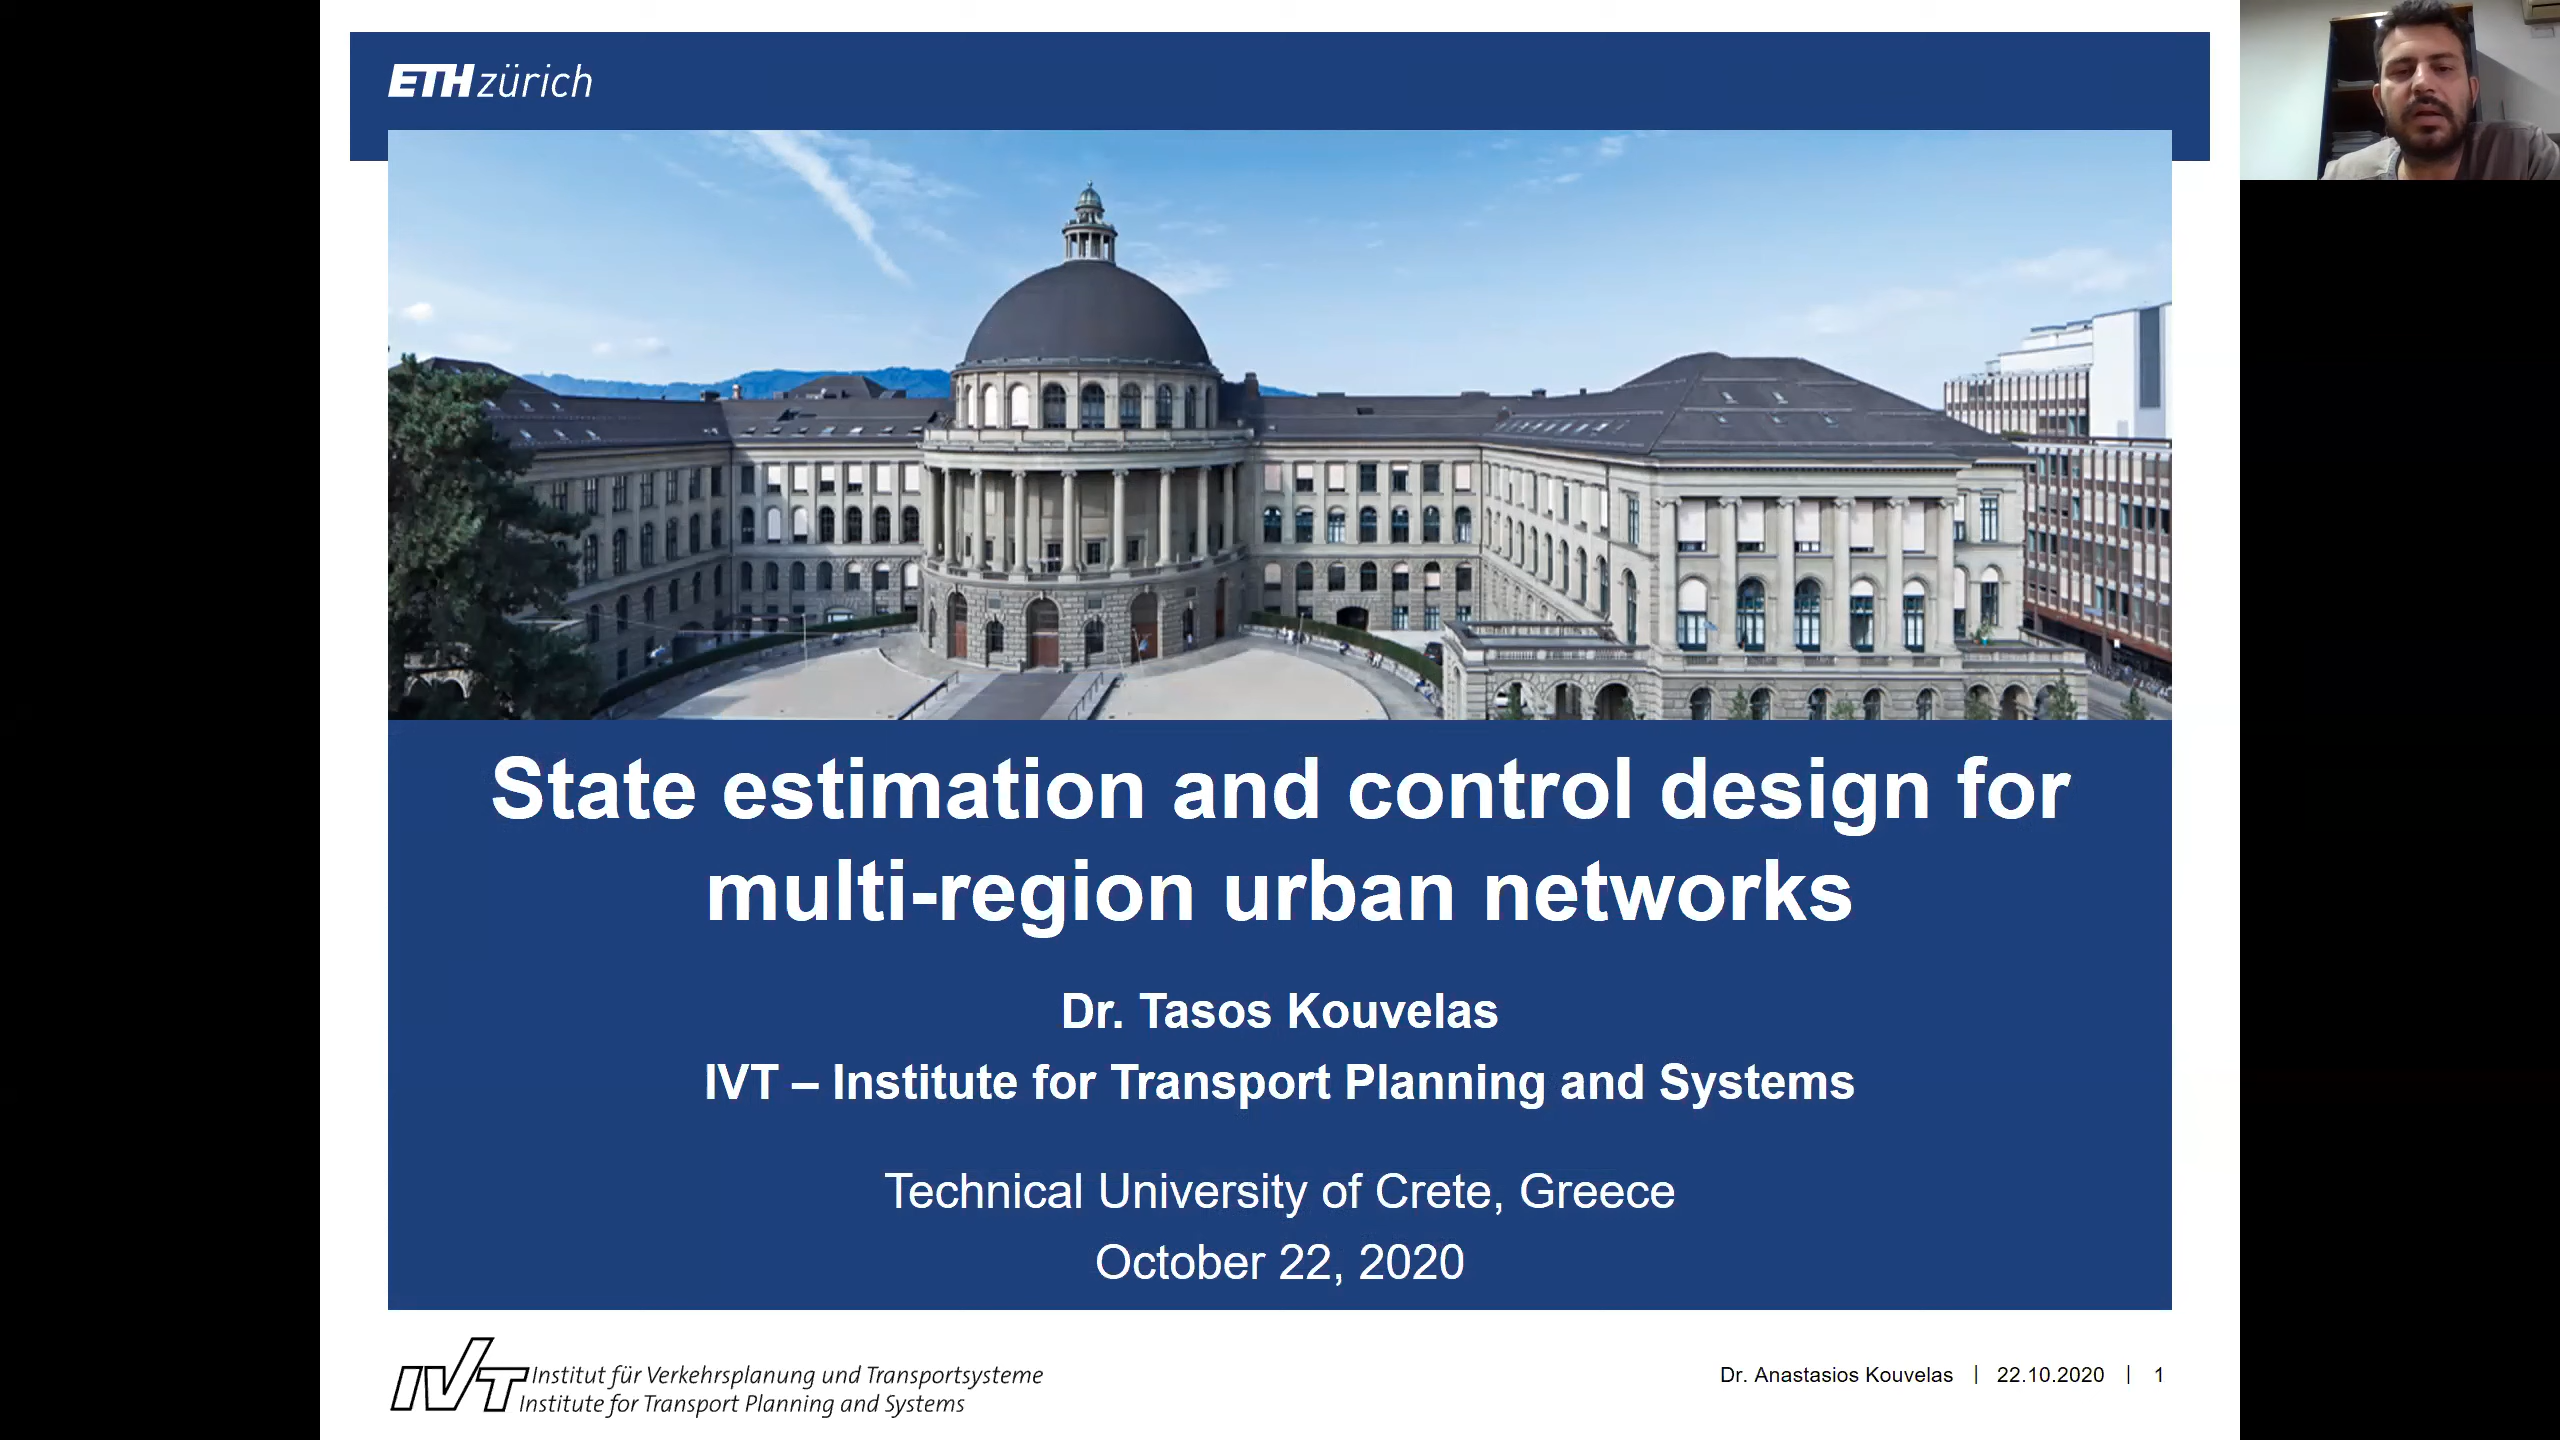 ETH zürich
State estimation and control design for
multi-region urban networks
Dr. Tasos Kouvelas
IVT – Institute for Transport Planning and Systems
Technical University of Crete, Greece
October 22, 2020
IVT Institut für Verkehrsplanung und Transportsysteme
Institute for Transport Planning and Systems
Dr. Anastasios Kouvelas | 22.10.2020 | 1